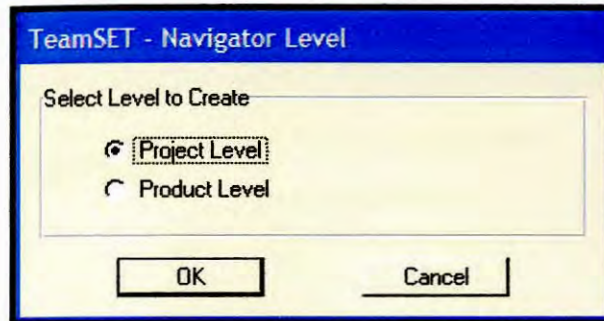 TeamSET - Navigator Level
Select Level to Create
Project Level
Product Level
OK Cancel